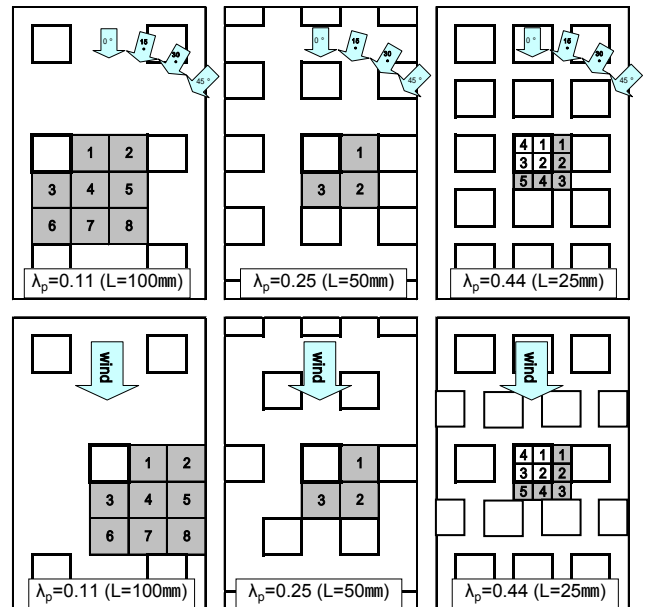 0° 15° 30° 45°
1 2
3 4 5
6 7 8
λp=0.11 (L=100mm)
0° 15° 30° 45°
1
3 2
λp=0.25 (L=50mm)
0° 15° 30° 45°
4 1 1
3 2 2
5 4 3
λp=0.44 (L=25mm)
wind
1 2
3 4 5
6 7 8
λp=0.11 (L=100mm)
wind
1
3 2
λp=0.25 (L=50mm)
wind
4 1 1
3 2 2
5 4 3
λp=0.44 (L=25mm)